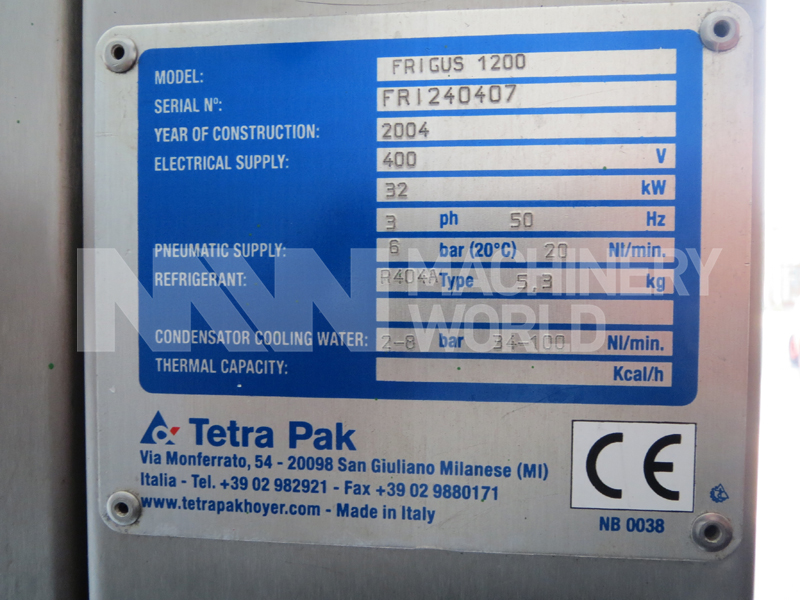 MODEL: FRIGUS 1200
SERIAL Nº: FRI240407
YEAR OF CONSTRUCTION: 2004
ELECTRICAL SUPPLY: 400 V
32 kW
3 ph 50 Hz
PNEUMATIC SUPPLY: 6 bar (20°C) 20 Nl/min.
REFRIGERANT: R404A Type 5,3 kg
MW MACHINERY WORLD
CONDENSATOR COOLING WATER: 2-8 bar 34-100 Nl/min.
THERMAL CAPACITY: Kcal/h
Tetra Pak
Via Monferrato, 54 - 20098 San Giuliano Milanese (MI)
Italia - Tel. +39 02 982921 - Fax +39 02 9880171
www.tetrapakhoyer.com - Made in Italy
CE
NB 0038